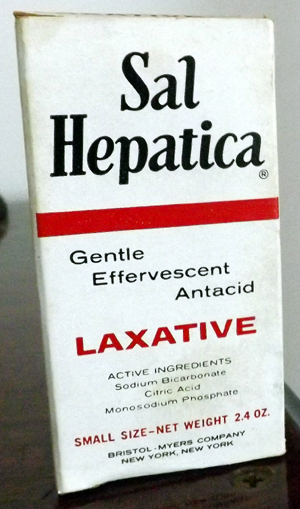 Sal
Hepatica®
Gentle
Effervescent
Antacid
LAXATIVE
ACTIVE INGREDIENTS
Sodium Bicarbonate
Citric Acid
Monosodium Phosphate
SMALL SIZE–NET WEIGHT 2.4 OZ.
BRISTOL-MYERS COMPANY
NEW YORK, NEW YORK